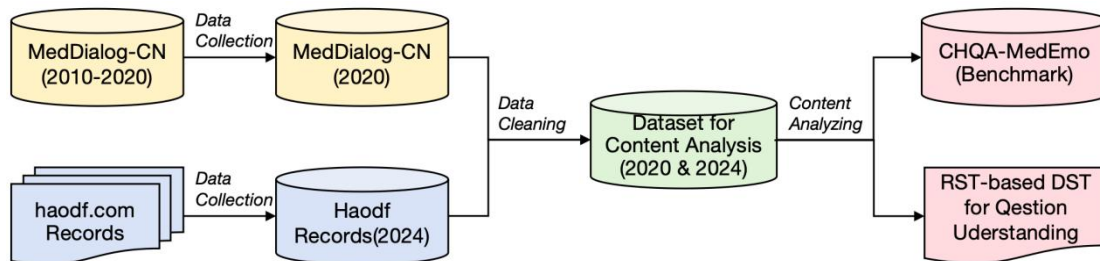 MedDialog-CN
(2010-2020)
Data
Collection
MedDialog-CN
(2020)
haodf.com
Records
Data
Collection
Haodf
Records(2024)
Data
Cleaning
Dataset for
Content Analysis
(2020 & 2024)
Content
Analyzing
CHQA-MedEmo
(Benchmark)
RST-based DST
for Qestion
Uderstanding